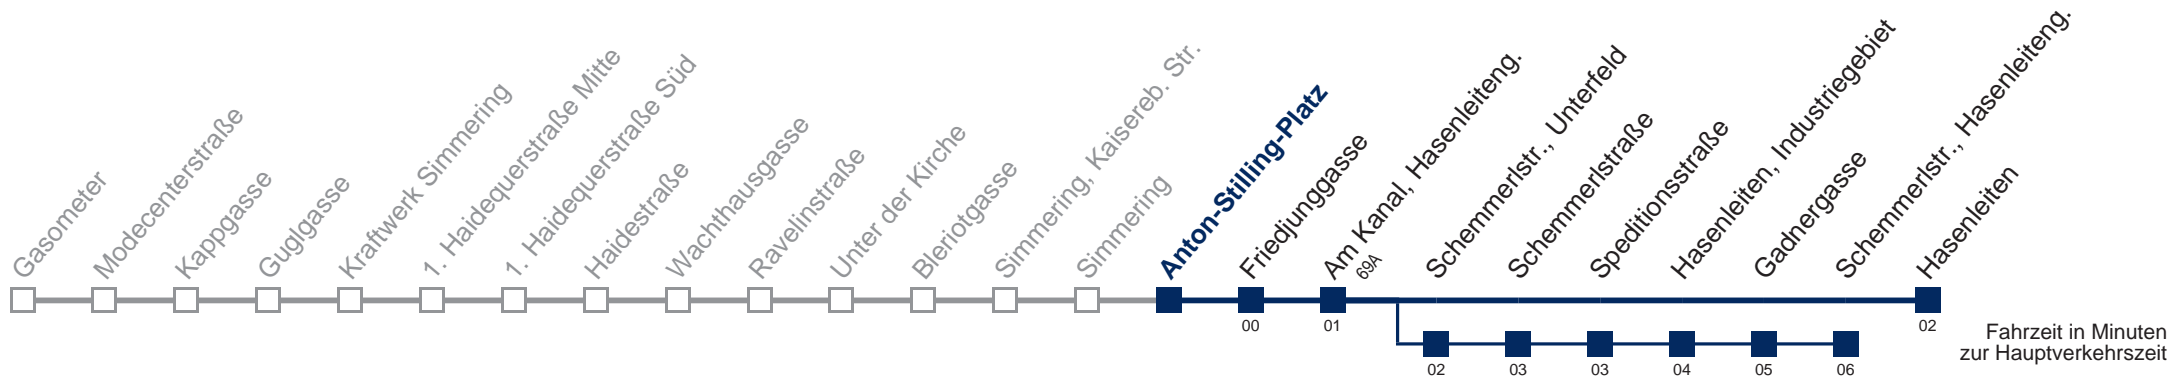 Gasometer
Modecenterstraße
Kappgasse
Guglgasse
Kraftwerk Simmering
1. Haidequerstraße Mitte
1. Haidequerstraße Süd
Haidestraße
Wachthausgasse
Ravelinstraße
Unter der Kirche
Bleriotgasse
Simmering, Kaisereb. Str.
Simmering
Anton-Stilling-Platz
Friedjunggasse
Am Kanal, Hasenleiteng.
69A
Schemmerlstr., Unterfeld
Schemmerlstraße
Speditionsstraße
Hasenleiten, Industriegebiet
Gadnergasse
Schemmerlstr., Hasenleiteng.
Hasenleiten
00
01
02
02
03
03
04
05
06
Fahrzeit in Minuten
zur Hauptverkehrszeit